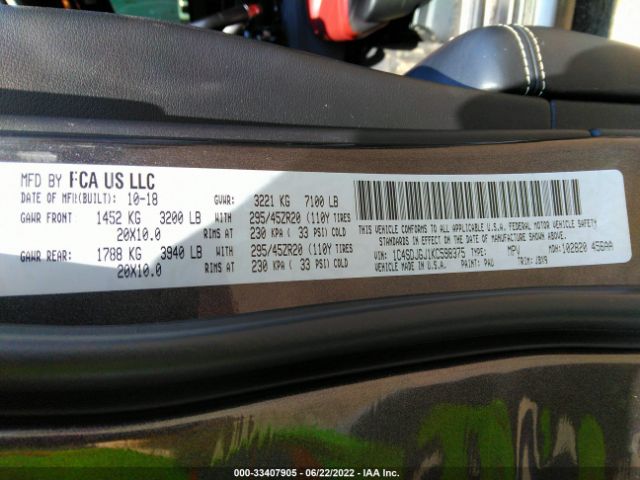 MFD BY FCA US LLC
DATE OF MFR(BUILT): 10-18 GVWR: 3221 KG 7100 LB
GAWR FRONT 1452 KG 3200 LB WITH 295/45ZR20 (110Y TIRES
20X10.0 RIMS AT 230 KPA ( 33 PSI) COLD
GAWR REAR: 1788 KG 3940 LB WITH 295/45ZR20 (110Y TIRES
20X10.0 RIMS AT 230 KPA ( 33 PSI) COLD
THIS VEHICLE CONFORMS TO ALL APPLICABLE U.S.A. FEDERAL MOTOR VEHICLE SAFETY
STANDARDS IN EFFECT ON THE DATE OF MANUFACTURE SHOWN ABOVE.
VIN: 1C4SDJGJ1KC598375 TYPE: MPV MDH: 102820 456AA
VEHICLE MADE IN U.S.A. PAINT: PAU TRIM: JBX9
000-33407905 - 06/22/2022 - IAA Inc.